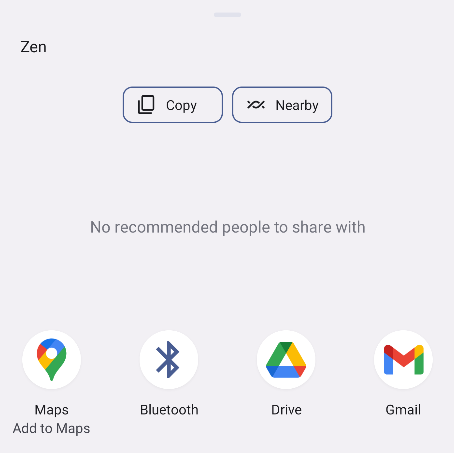 Zen
Copy Nearby
No recommended people to share with
Maps Bluetooth Drive Gmail
Add to Maps